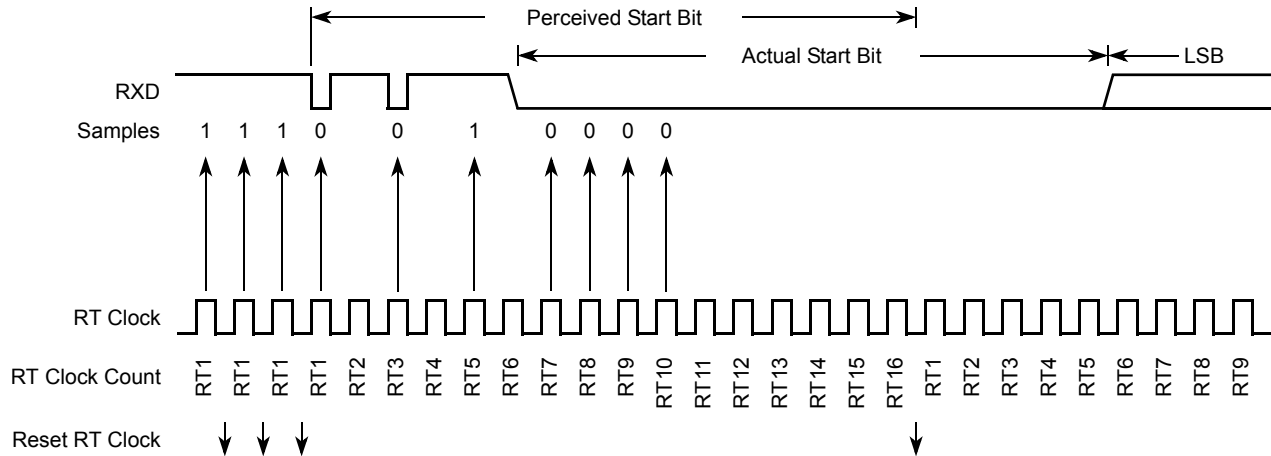 Perceived Start Bit
Actual Start Bit
LSB
RXD
Samples 1 1 1 0 0 1 0 0 0 0
RT Clock
RT Clock Count RT1 RT1 RT1 RT1 RT2 RT3 RT4 RT5 RT6 RT7 RT8 RT9 RT10 RT11 RT12 RT13 RT14 RT15 RT16 RT1 RT2 RT3 RT4 RT5 RT6 RT7 RT8 RT9
Reset RT Clock